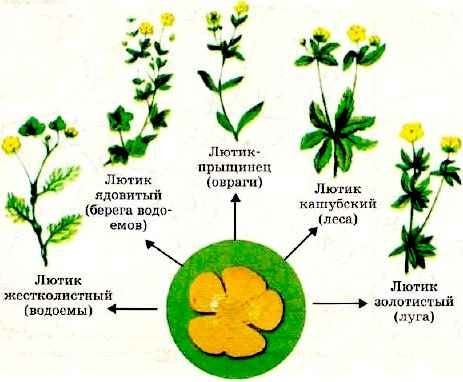 Лютик
жестколистный
(водоемы)
Лютик
ядовитый
(берега водо-
емов)
Лютик-
прыщинец
(овраги)
Лютик
кашубский
(леса)
Лютик
золотистый
(луга)